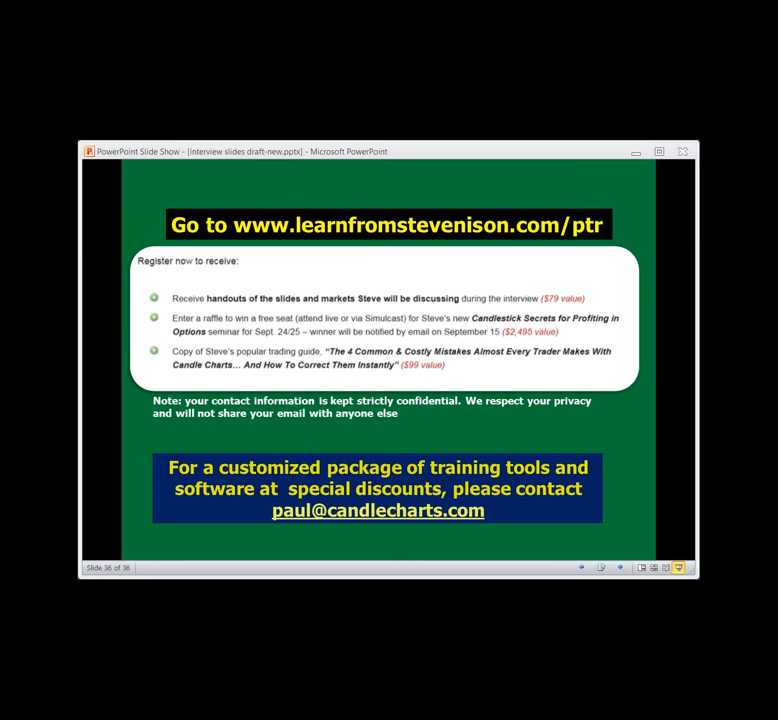 PowerPoint Slide Show - [interview slides draft-new.pptx] - Microsoft PowerPoint
Go to www.learnfromstevenison.com/ptr
Register now to receive:
Receive handouts of the slides and markets Steve will be discussing during the interview ($79 value)
Enter a raffle to win a free seat (attend live or via Simulcast) for Steve's new Candlestick Secrets for Profiting in
Options seminar for Sept. 24/25 – winner will be notified by email on September 15 ($2,495 value)
Copy of Steve's popular trading guide, "The 4 Common & Costly Mistakes Almost Every Trader Makes With
Candle Charts… And How To Correct Them Instantly" ($99 value)
Note: your contact information is kept strictly confidential. We respect your privacy
and will not share your email with anyone else
For a customized package of training tools and
software at special discounts, please contact
paul@candlecharts.com
Slide 36 of 36